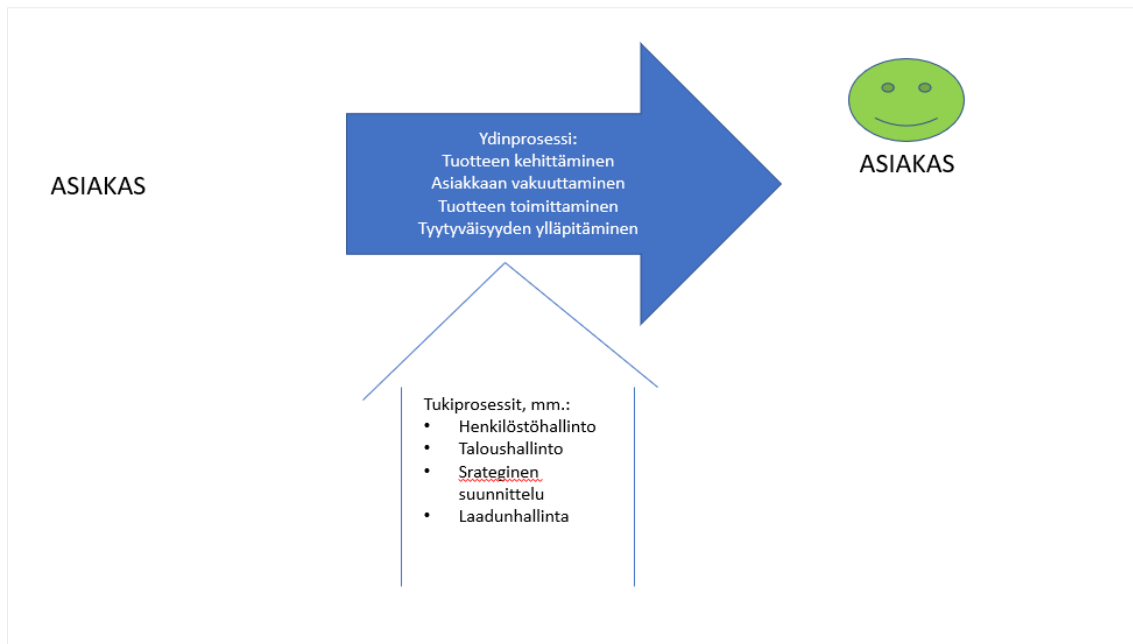 ASIAKAS
Ydinprosessi:
Tuotteen kehittäminen
Asiakkaan vakuuttaminen
Tuotteen toimittaminen
Tyytyväisyyden ylläpitäminen
ASIAKAS
Tukiprosessit, mm.:
• Henkilöstöhallinto
• Taloushallinto
• Srateginen
suunnittelu
• Laadunhallinta